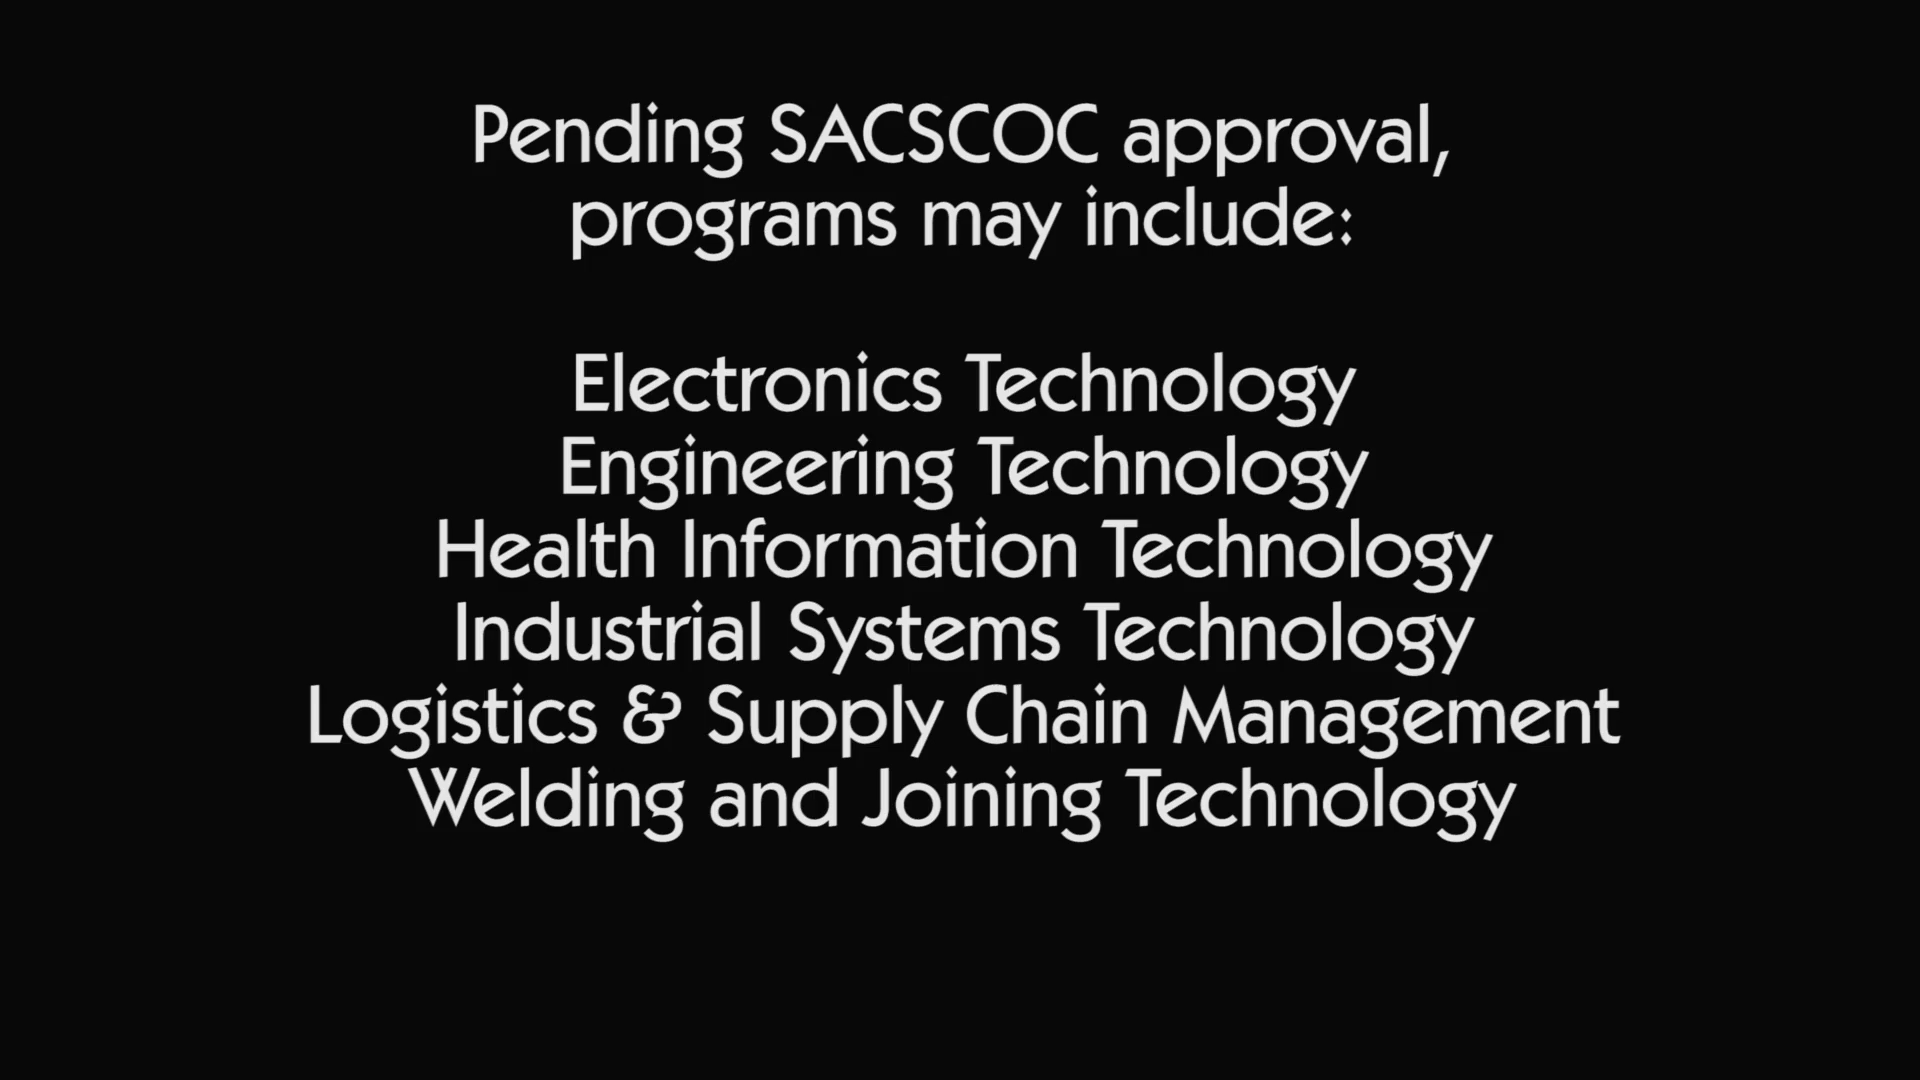 Pending SACSCOC approval,
programs may include:
Electronics Technology
Engineering Technology
Health Information Technology
Industrial Systems Technology
Logistics & Supply Chain Management
Welding and Joining Technology